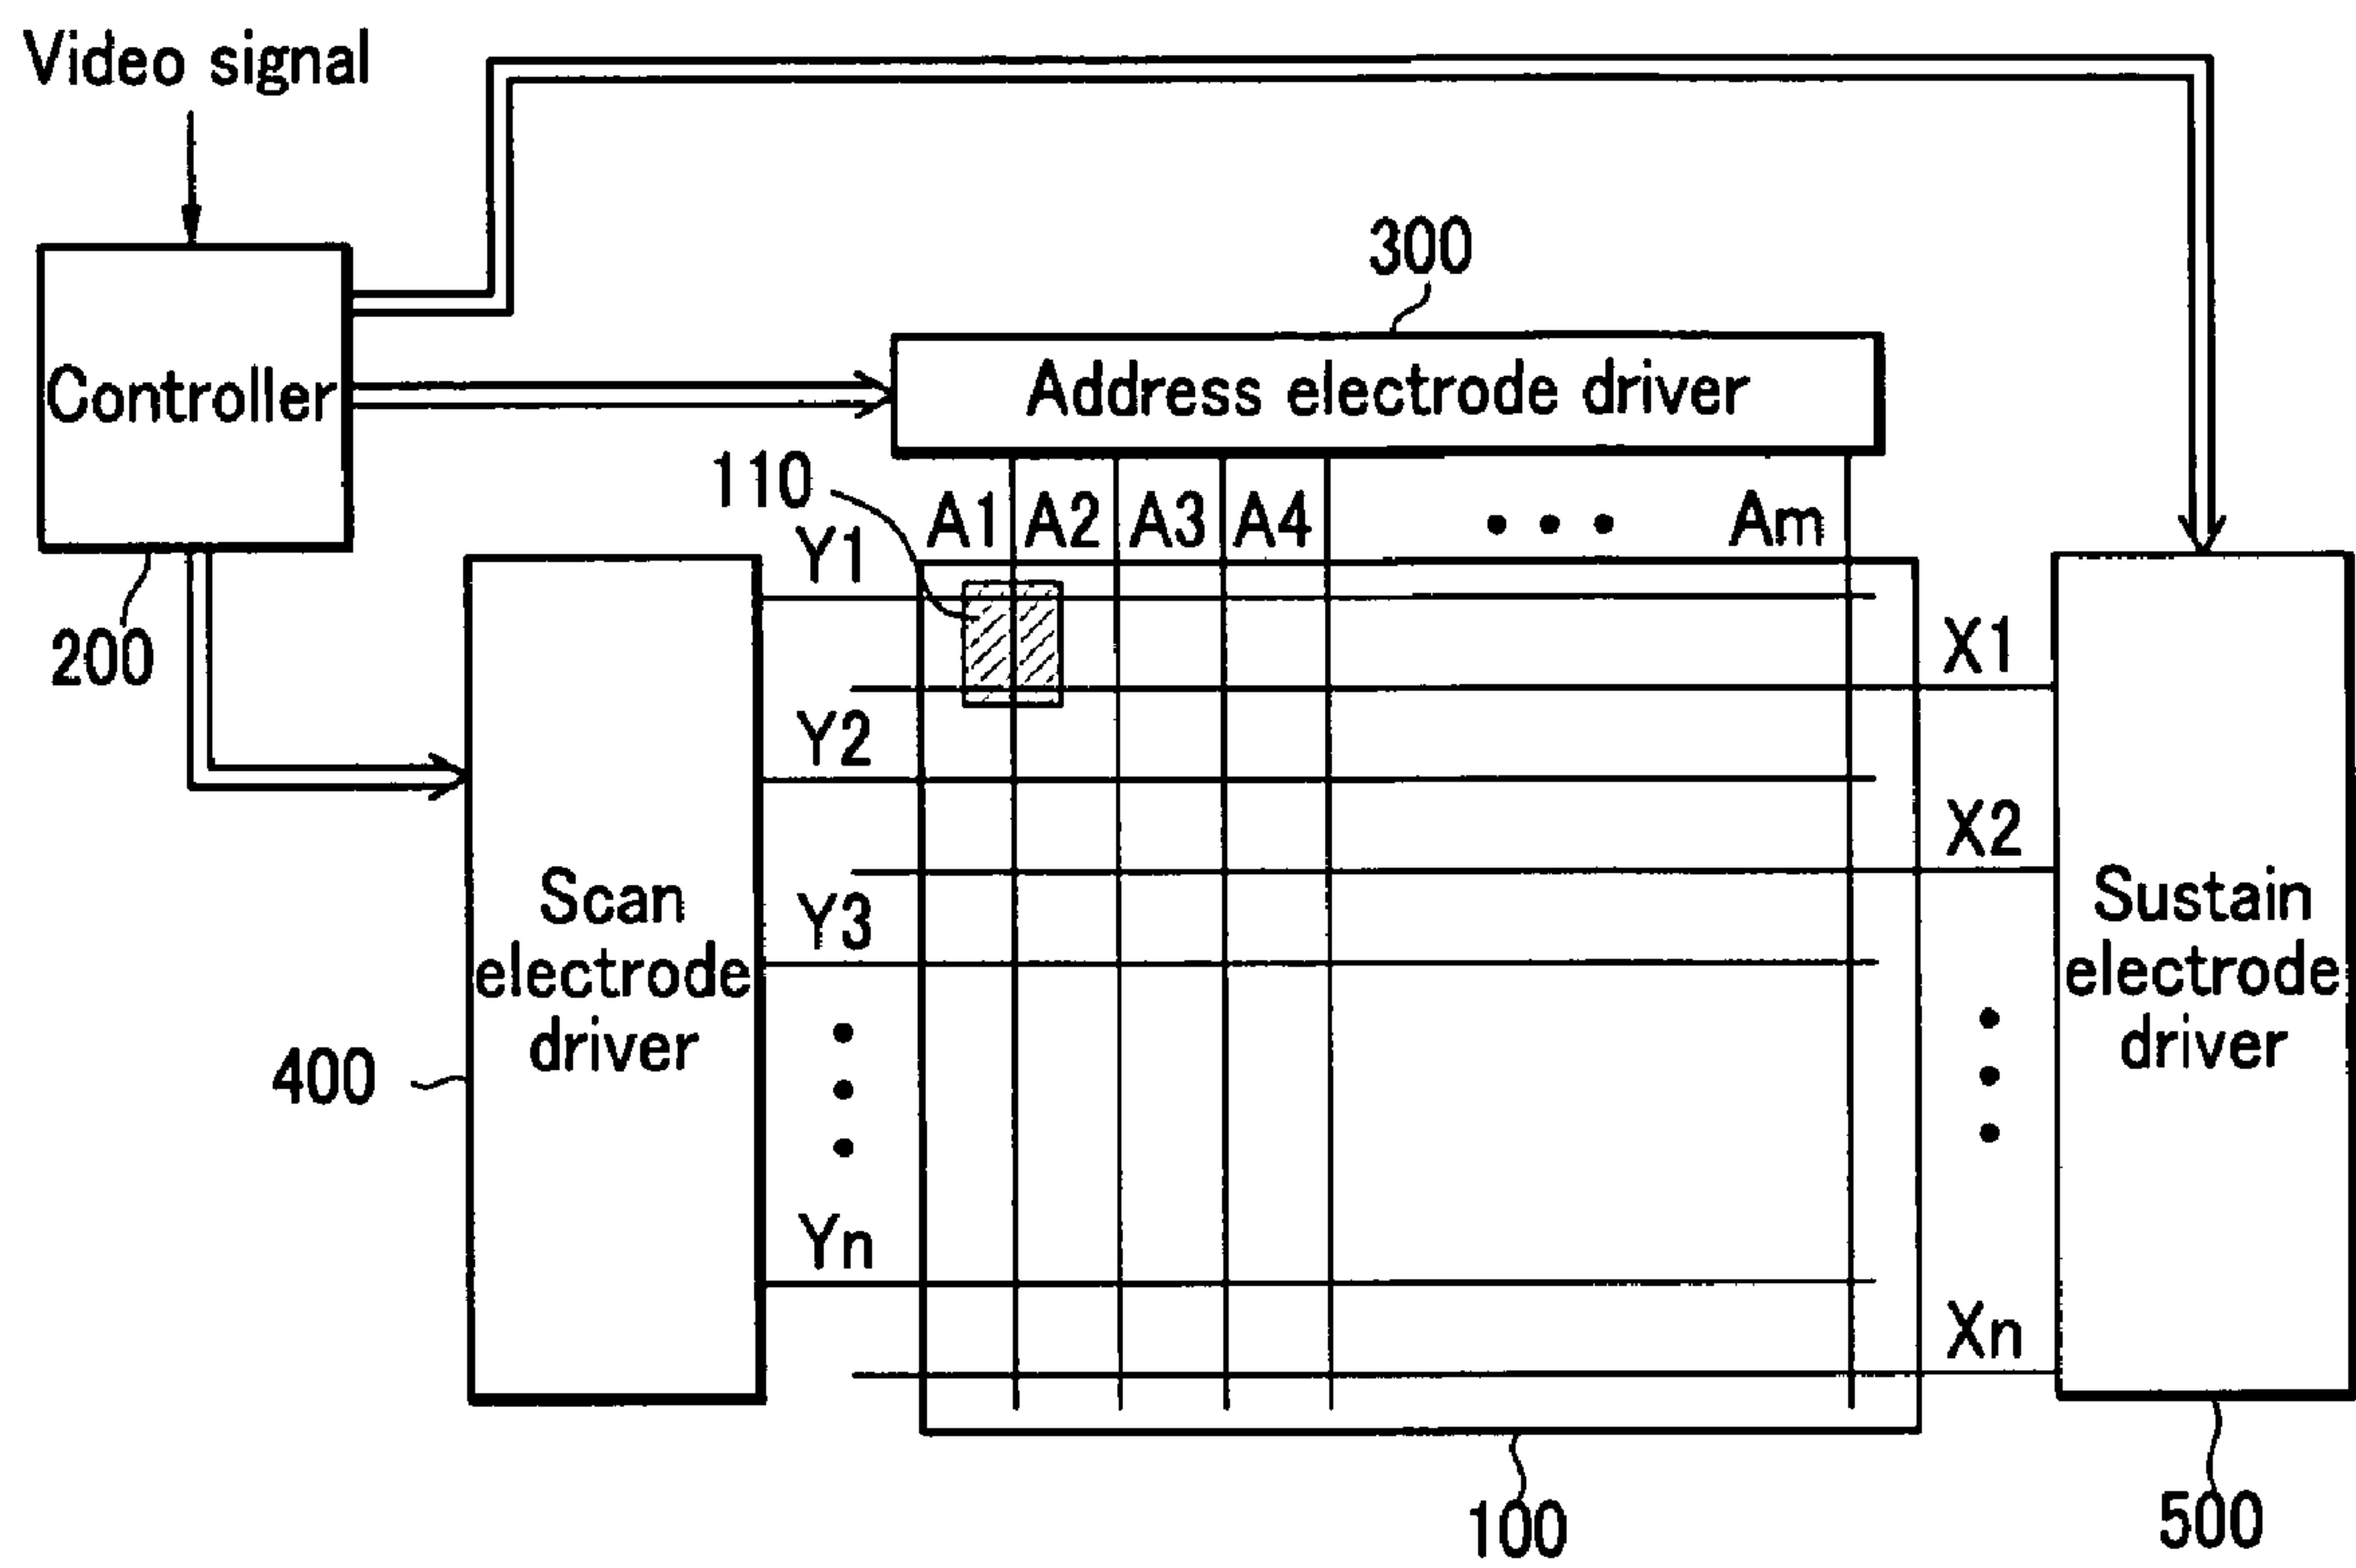 Video signal
300
Controller
Address electrode driver
110
A1 A2 A3 A4 ••• Am
Y1
200
X1
Y2
X2
Scan
electrode
driver
Y3
Sustain
electrode
driver
400
Yn
Xn
100
500